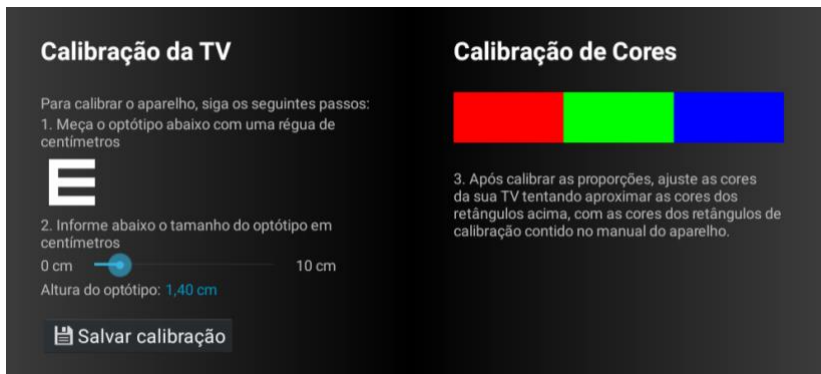 Calibração da TV
Para calibrar o aparelho, siga os seguintes passos:
1. Meça o optótipo abaixo com uma régua de
centímetros
E
2. Informe abaixo o tamanho do optótipo em
centímetros
0 cm 10 cm
Altura do optótipo: 1,40 cm
Salvar calibração
Calibração de Cores
3. Após calibrar as proporções, ajuste as cores
da sua TV tentando aproximar as cores dos
retângulos acima, com as cores dos retângulos de
calibração contido no manual do aparelho.